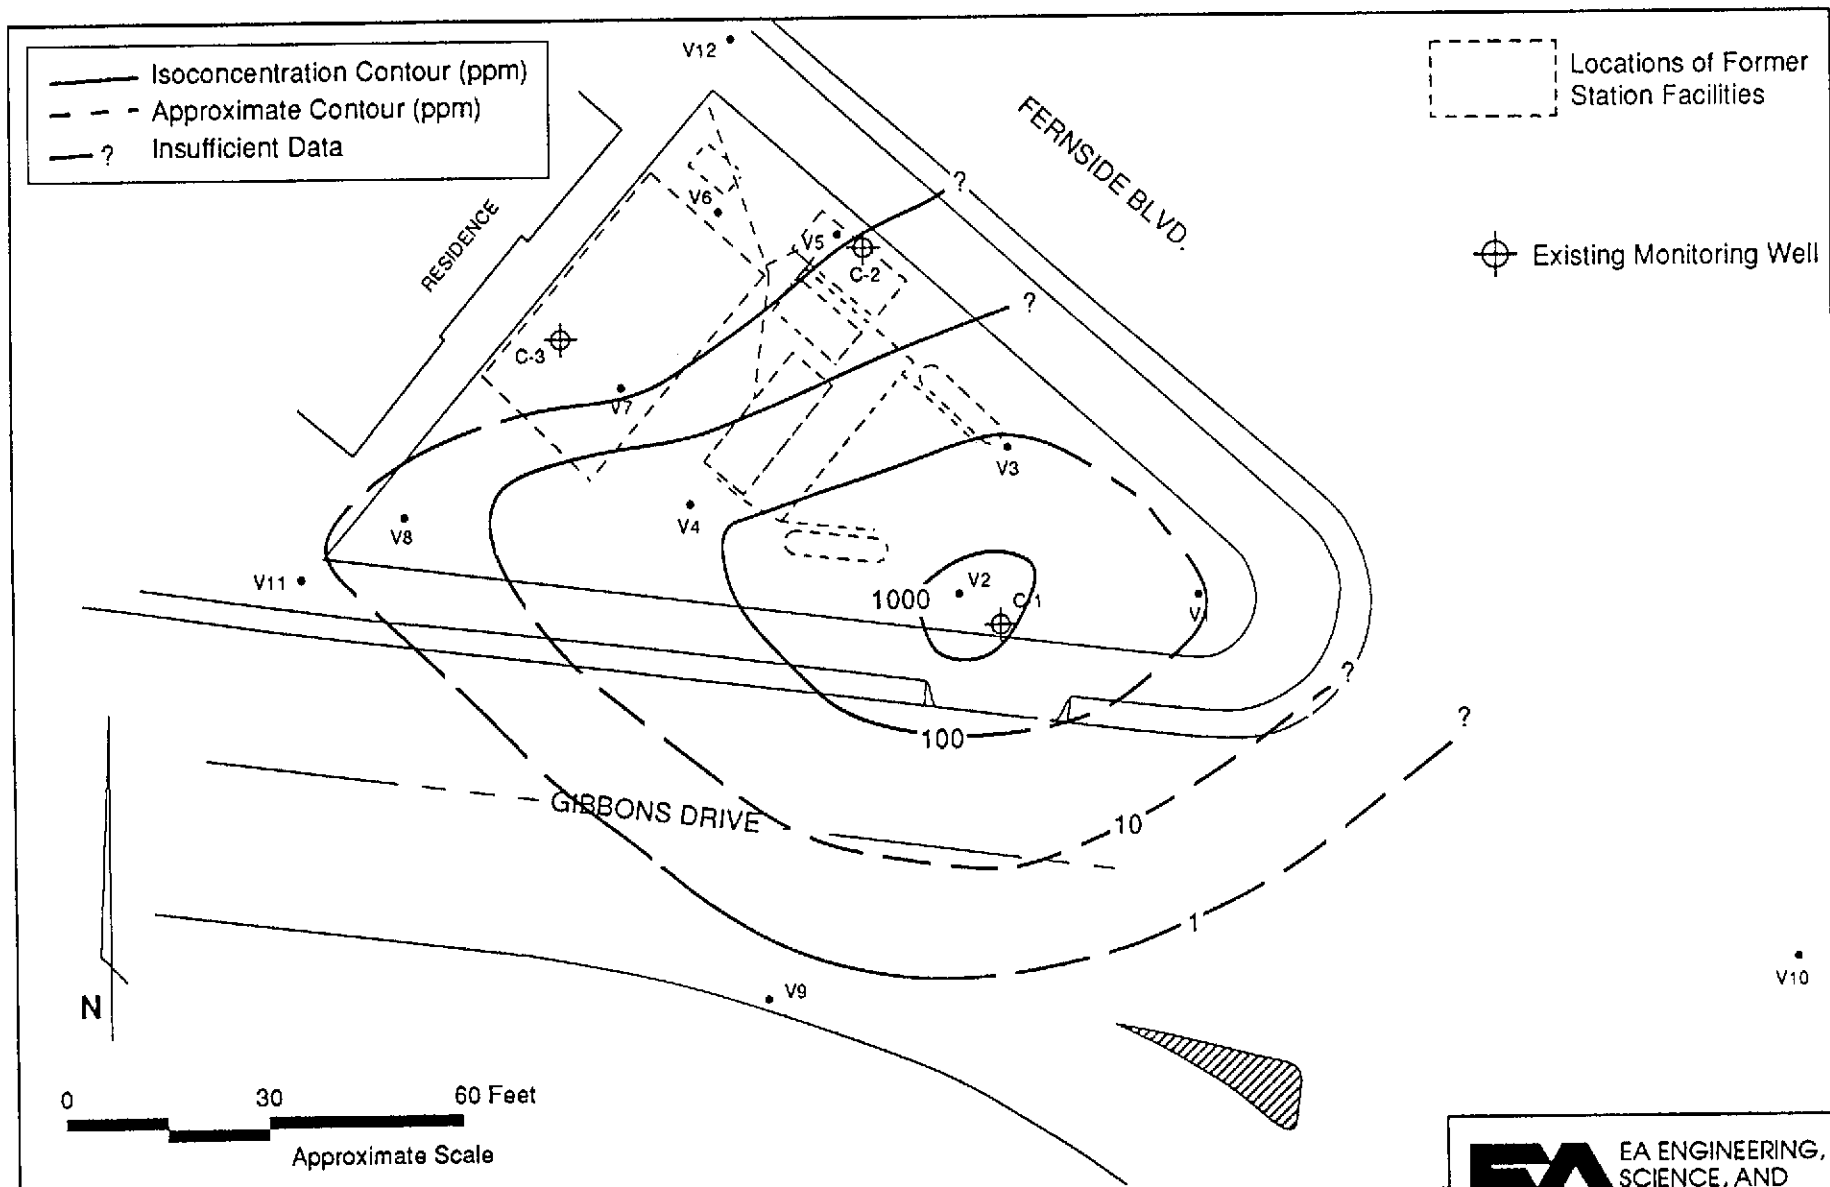 Isoconcentration Contour (ppm)
Approximate Contour (ppm)
? Insufficient Data
V12
Locations of Former
Station Facilities
FERNSIDE BLVD.
Existing Monitoring Well
RESIDENCE
?
V6
V5
C-2
?
C-3
V7
V3
V4
V8
V11
V2
1000
C-1
V1
?
100
?
GIBBONS DRIVE
10
1
V9
V10
N
0 30 60 Feet
Approximate Scale
EA
EA ENGINEERING,
SCIENCE, AND